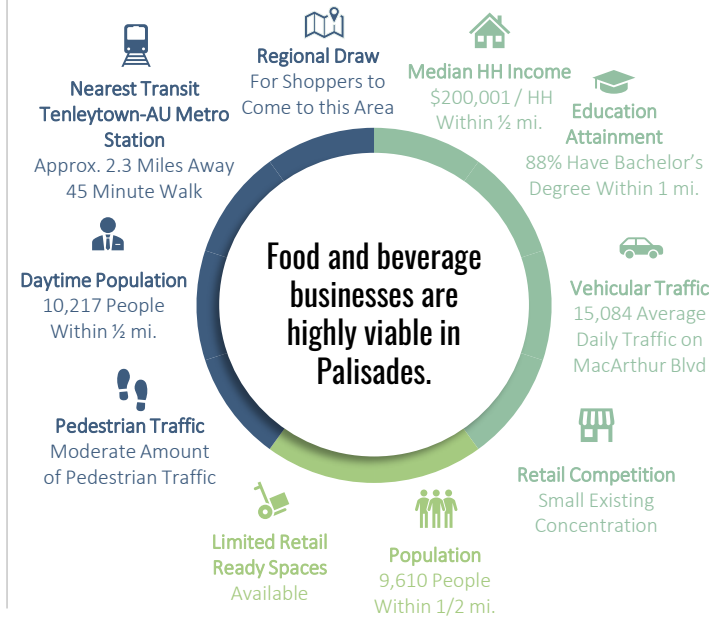 Nearest Transit
Tenleytown-AU Metro
Station
Approx. 2.3 Miles Away
45 Minute Walk
Regional Draw
For Shoppers to
Come to this Area
Median HH Income
$200,001 / HH
Within ½ mi.
Education
Attainment
88% Have Bachelor’s
Degree Within 1 mi.
Daytime Population
10,217 People
Within ½ mi.
Food and beverage
businesses are
highly viable in
Palisades.
Vehicular Traffic
15,084 Average
Daily Traffic on
MacArthur Blvd
Pedestrian Traffic
Moderate Amount
of Pedestrian Traffic
Retail Competition
Small Existing
Concentration
Limited Retail
Ready Spaces
Available
Population
9,610 People
Within 1/2 mi.